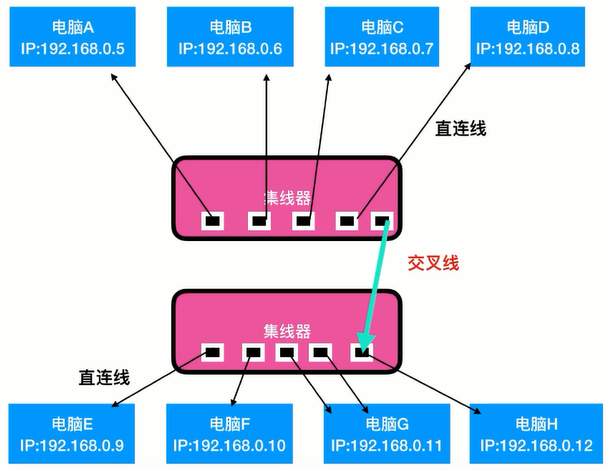 电脑A
IP:192.168.0.5
电脑B
IP:192.168.0.6
电脑C
IP:192.168.0.7
电脑D
IP:192.168.0.8
直连线
集线器
交叉线
集线器
直连线
电脑E
IP:192.168.0.9
电脑F
IP:192.168.0.10
电脑G
IP:192.168.0.11
电脑H
IP:192.168.0.12